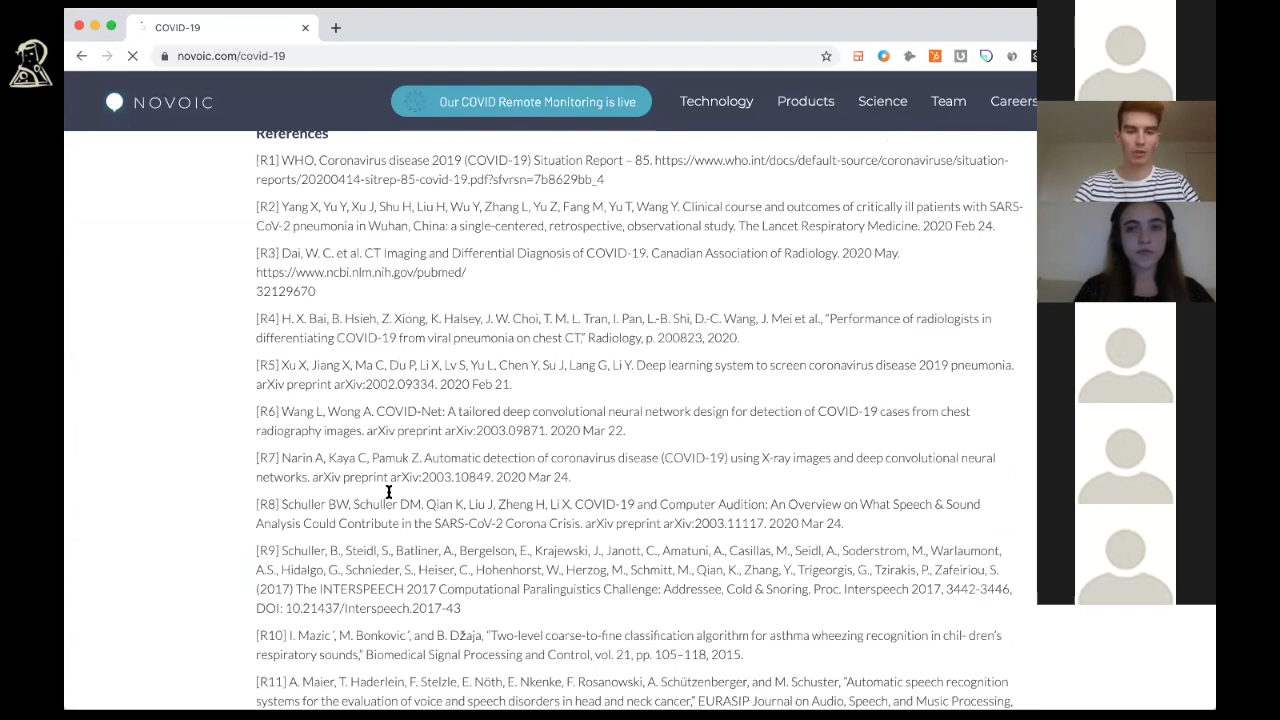 COVID-19
novoic.com/covid-19
NOVOIC
Our COVID Remote Monitoring is live
Technology
Products
Science
Team
Careers
References
[R1] WHO, Coronavirus disease 2019 (COVID-19) Situation Report – 85. https://www.who.int/docs/default-source/coronaviruse/situation-
reports/20200414-sitrep-85-covid-19.pdf?sfvrsn=7b8629bb_4
[R2] Yang X, Yu Y, Xu J, Shu H, Liu H, Wu Y, Zhang L, Yu Z, Fang M, Yu T, Wang Y. Clinical course and outcomes of critically ill patients with SARS-
CoV-2 pneumonia in Wuhan, China: a single-centered, retrospective, observational study. The Lancet Respiratory Medicine. 2020 Feb 24.
[R3] Dai, W. C. et al. CT Imaging and Differential Diagnosis of COVID-19. Canadian Association of Radiology. 2020 May.
https://www.ncbi.nlm.nih.gov/pubmed/
32129670
[R4] H. X. Bai, B. Hsieh, Z. Xiong, K. Halsey, J. W. Choi, T. M. L. Tran, I. Pan, L.-B. Shi, D.-C. Wang, J. Mei et al., “Performance of radiologists in
differentiating COVID-19 from viral pneumonia on chest CT,” Radiology, p. 200823, 2020.
[R5] Xu X, Jiang X, Ma C, Du P, Li X, Lv S, Yu L, Chen Y, Su J, Lang G, Li Y. Deep learning system to screen coronavirus disease 2019 pneumonia.
arXiv preprint arXiv:2002.09334. 2020 Feb 21.
[R6] Wang L, Wong A. COVID-Net: A tailored deep convolutional neural network design for detection of COVID-19 cases from chest
radiography images. arXiv preprint arXiv:2003.09871. 2020 Mar 22.
[R7] Narin A, Kaya C, Pamuk Z. Automatic detection of coronavirus disease (COVID-19) using X-ray images and deep convolutional neural
networks. arXiv preprint arXiv:2003.10849. 2020 Mar 24.
[R8] Schuller BW, Schuller DM, Qian K, Liu J, Zheng H, Li X. COVID-19 and Computer Audition: An Overview on What Speech & Sound
Analysis Could Contribute in the SARS-CoV-2 Corona Crisis. arXiv preprint arXiv:2003.11117. 2020 Mar 24.
[R9] Schuller, B., Steidl, S., Batliner, A., Bergelson, E., Krajewski, J., Janott, C., Amatuni, A., Casillas, M., Seidl, A., Soderstrom, M., Warlaumont,
A.S., Hidalgo, G., Schnieder, S., Heiser, C., Hohenhorst, W., Herzog, M., Schmitt, M., Qian, K., Zhang, Y., Trigeorgis, G., Tzirakis, P., Zafeiriou, S.
(2017) The INTERSPEECH 2017 Computational Paralinguistics Challenge: Addressee, Cold & Snoring. Proc. Interspeech 2017, 3442-3446,
DOI: 10.21437/Interspeech.2017-43
[R10] I. Mazic ́, M. Bonkovic ́, and B. Džaja, “Two-level coarse-to-fine classification algorithm for asthma wheezing recognition in chil- dren’s
respiratory sounds,” Biomedical Signal Processing and Control, vol. 21, pp. 105–118, 2015.
[R11] A. Maier, T. Haderlein, F. Stelzle, E. Nöth, E. Nkenke, F. Rosanowski, A. Schützenberger, and M. Schuster, “Automatic speech recognition
systems for the evaluation of voice and speech disorders in head and neck cancer,” EURASIP Journal on Audio, Speech, and Music Processing,